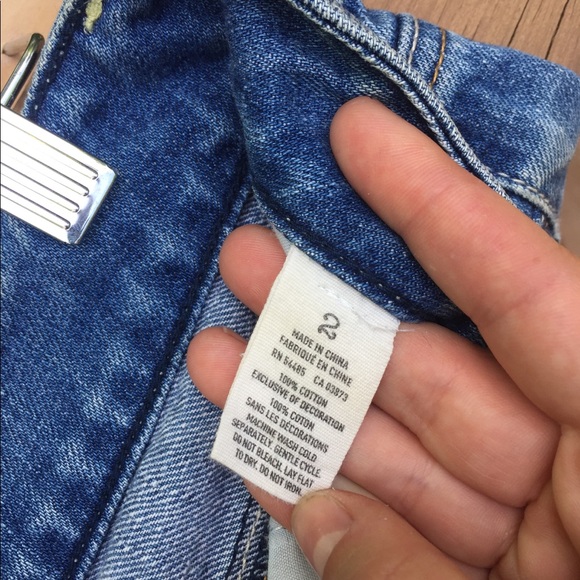 2
MADE IN CHINA
FABRIQUÉ EN CHINE
RN 54485 CA 03873
100% COTTON
EXCLUSIVE OF DECORATION
100% COTON
SANS LES DÉCORATIONS
MACHINE WASH COLD
SEPARATELY, GENTLE CYCLE.
DO NOT BLEACH, LAY FLAT
TO DRY. DO NOT IRON.